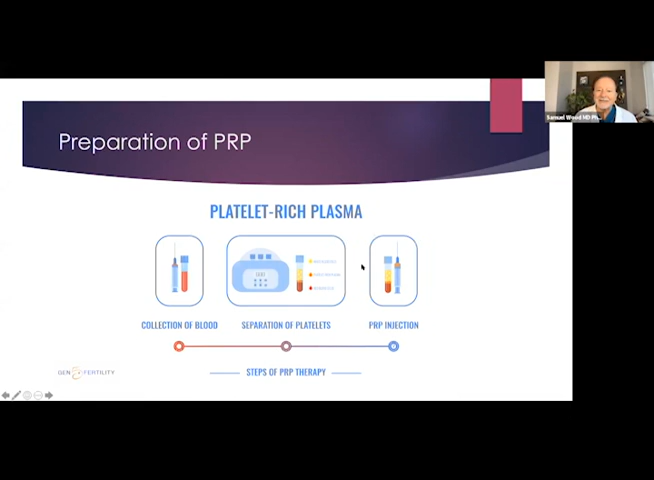 Preparation of PRP
PLATELET-RICH PLASMA
COLLECTION OF BLOOD
SEPARATION OF PLATELETS
PRP INJECTION
STEPS OF PRP THERAPY
GEN FERTILITY
Samuel Wood MD Ph...